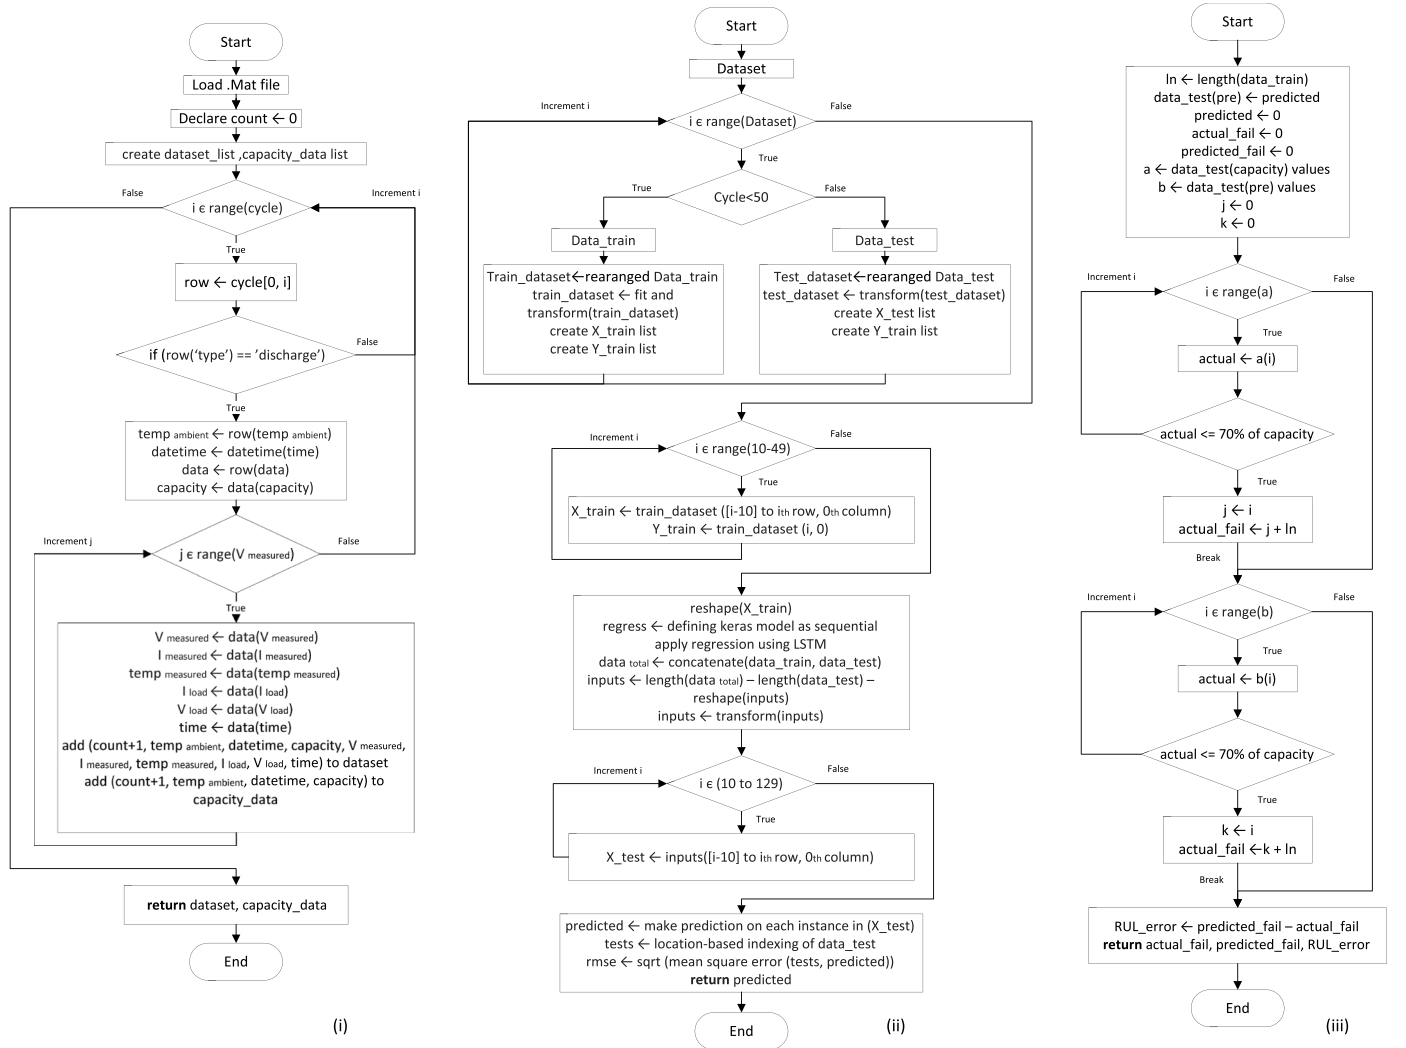 Start
Load .Mat file
Declare count ← 0
create dataset_list ,capacity_data list
False
Increment i
i ϵ range(cycle)
True
row ← cycle[0, i]
if (row(‘type’) == ’discharge’)
False
True
temp ambient ← row(temp ambient)
datetime ← datetime(time)
data ← row(data)
capacity ← data(capacity)
Increment j
j ϵ range(V measured)
False
True
V measured ← data(V measured)
I measured ← data(I measured)
temp measured ← data(temp measured)
I load ← data(I load)
V load ← data(V load)
time ← data(time)
add (count+1, temp ambient, datetime, capacity, V measured,
I measured, temp measured, I load, V load, time) to dataset
add (count+1, temp ambient, datetime, capacity) to
capacity_data
return dataset, capacity_data
End
(i)
Start
Dataset
Increment i
False
i ϵ range(Dataset)
True
True
Cycle<50
False
Data_train
Data_test
Train_dataset←rearanged Data_train
train_dataset ← fit and
transform(train_dataset)
create X_train list
create Y_train list
Test_dataset←rearanged Data_test
test_dataset ← transform(test_dataset)
create X_test list
create Y_train list
Increment i
False
i ϵ range(10-49)
True
X_train ← train_dataset ([i-10] to ith row, 0th column)
Y_train ← train_dataset (i, 0)
reshape(X_train)
regress ← defining keras model as sequential
apply regression using LSTM
data total ← concatenate(data_train, data_test)
inputs ← length(data total) – length(data_test) –
reshape(inputs)
inputs ← transform(inputs)
Increment i
False
i ϵ (10 to 129)
True
X_test ← inputs([i-10] to ith row, 0th column)
predicted ← make prediction on each instance in (X_test)
tests ← location-based indexing of data_test
rmse ← sqrt (mean square error (tests, predicted))
return predicted
End
(ii)
Start
ln ← length(data_train)
data_test(pre) ← predicted
predicted ← 0
actual_fail ← 0
predicted_fail ← 0
a ← data_test(capacity) values
b ← data_test(pre) values
j ← 0
k ← 0
Increment i
False
i ϵ range(a)
True
actual ← a(i)
actual <= 70% of capacity
True
j ← i
actual_fail ← j + ln
Break
Increment i
False
i ϵ range(b)
True
actual ← b(i)
actual <= 70% of capacity
True
k ← i
actual_fail ←k + ln
Break
RUL_error ← predicted_fail – actual_fail
return actual_fail, predicted_fail, RUL_error
End
(iii)